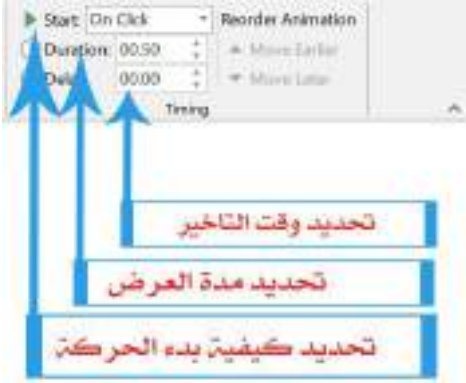 Start: On Click Reorder Animation
Duration: 00.50 Move Earlier
00.00 Move Later
Timing
تحديد وقت التاخير
تحديد مدة العرض
تحديد كيفية بدء الحركة